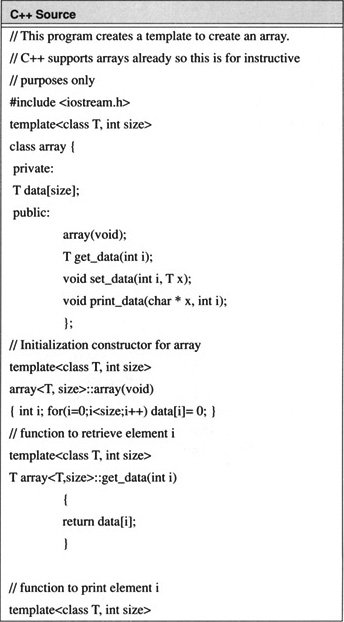 C++ Source
// This program creates a template to create an array.
// C++ supports arrays already so this is for instructive
// purposes only
#include <iostream.h>
template<class T, int size>
class array {
private:
T data[size];
public:
array(void);
T get_data(int i);
void set_data(int i, T x);
void print_data(char * x, int i);
};
// Initialization constructor for array
template<class T, int size>
array<T, size>::array(void)
{ int i; for(i=0;i<size;i++) data[i]= 0; }
// function to retrieve element i
template<class T, int size>
T array<T,size>::get_data(int i)
{
return data[i];
}
// function to print element i
template<class T, int size>